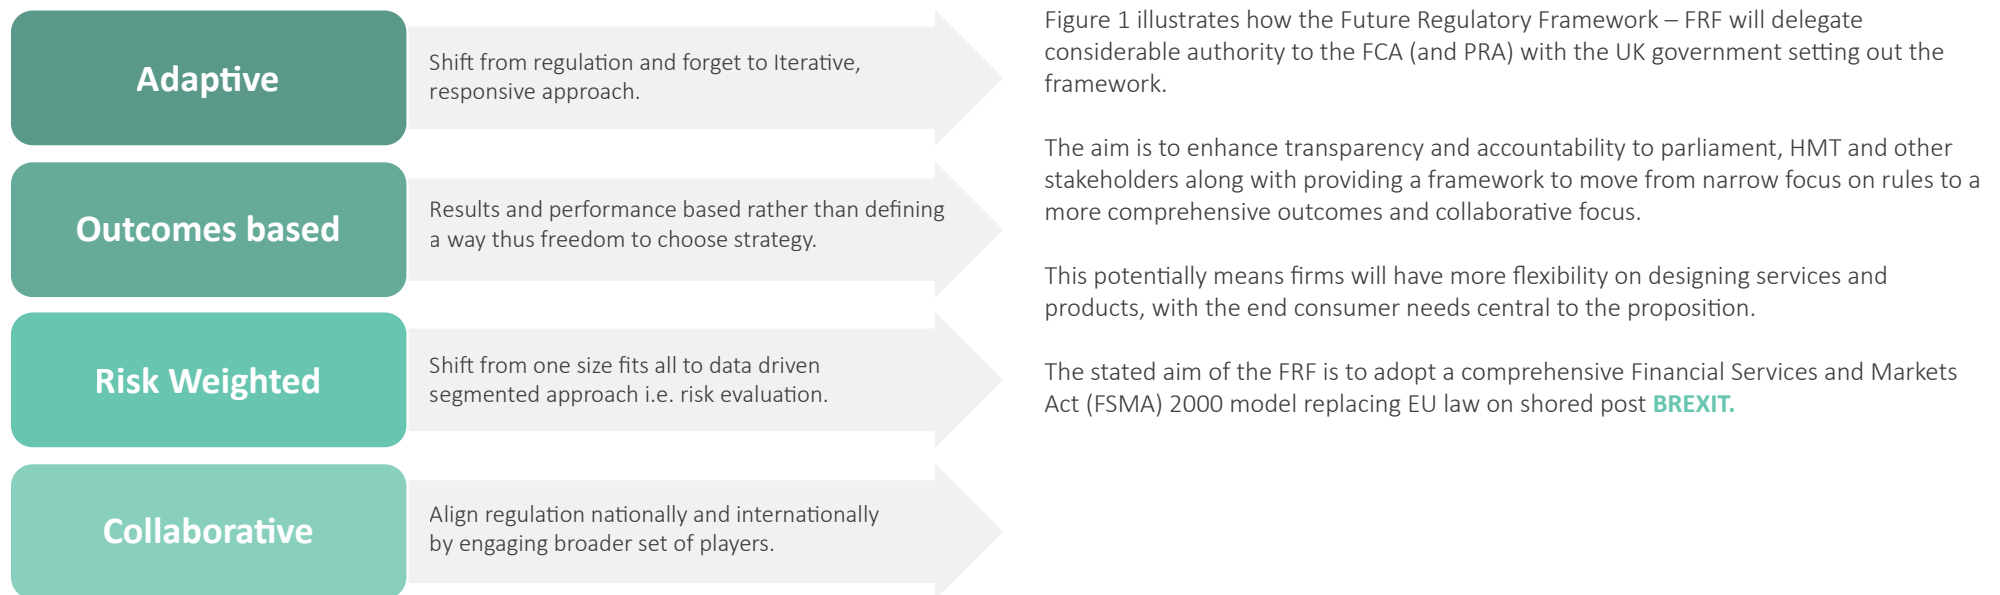 Adaptive
Shift from regulation and forget to Iterative,
responsive approach.
Outcomes based
Results and performance based rather than defining
a way thus freedom to choose strategy.
Risk Weighted
Shift from one size fits all to data driven
segmented approach i.e. risk evaluation.
Collaborative
Align regulation nationally and internationally
by engaging broader set of players.
Figure 1 illustrates how the Future Regulatory Framework – FRF will delegate
considerable authority to the FCA (and PRA) with the UK government setting out the
framework.
The aim is to enhance transparency and accountability to parliament, HMT and other
stakeholders along with providing a framework to move from narrow focus on rules to a
more comprehensive outcomes and collaborative focus.
This potentially means firms will have more flexibility on designing services and
products, with the end consumer needs central to the proposition.
The stated aim of the FRF is to adopt a comprehensive Financial Services and Markets
Act (FSMA) 2000 model replacing EU law on shored post BREXIT.